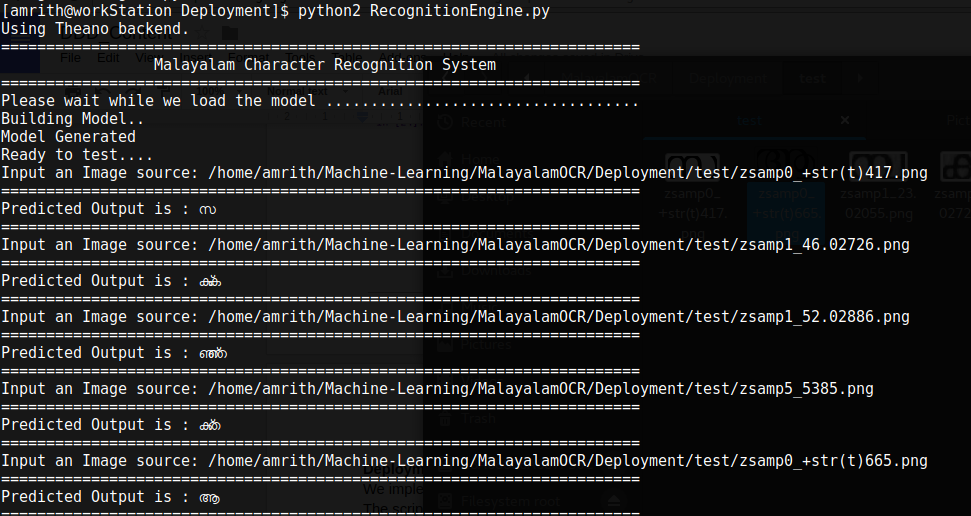 [amrith@workStation Deployment]$ python2 RecognitionEngine.py
Using Theano backend.
=======================================================================
Malayalam Character Recognition System
=======================================================================
Please wait while we load the model ...................................
Building Model..
Model Generated
Ready to test....
Input an Image source: /home/amrith/Machine-Learning/MalayalamOCR/Deployment/test/zsamp0_+str(t)417.png
=======================================================================
Predicted Output is : സ
=======================================================================
Input an Image source: /home/amrith/Machine-Learning/MalayalamOCR/Deployment/test/zsamp1_46.02726.png
=======================================================================
Predicted Output is : ക്ക
=======================================================================
Input an Image source: /home/amrith/Machine-Learning/MalayalamOCR/Deployment/test/zsamp1_52.02886.png
=======================================================================
Predicted Output is : ഞ്ഞ
=======================================================================
Input an Image source: /home/amrith/Machine-Learning/MalayalamOCR/Deployment/test/zsamp5_5385.png
=======================================================================
Predicted Output is : ക്ത
=======================================================================
Input an Image source: /home/amrith/Machine-Learning/MalayalamOCR/Deployment/test/zsamp0_+str(t)665.png
=======================================================================
Predicted Output is : ആ
=======================================================================